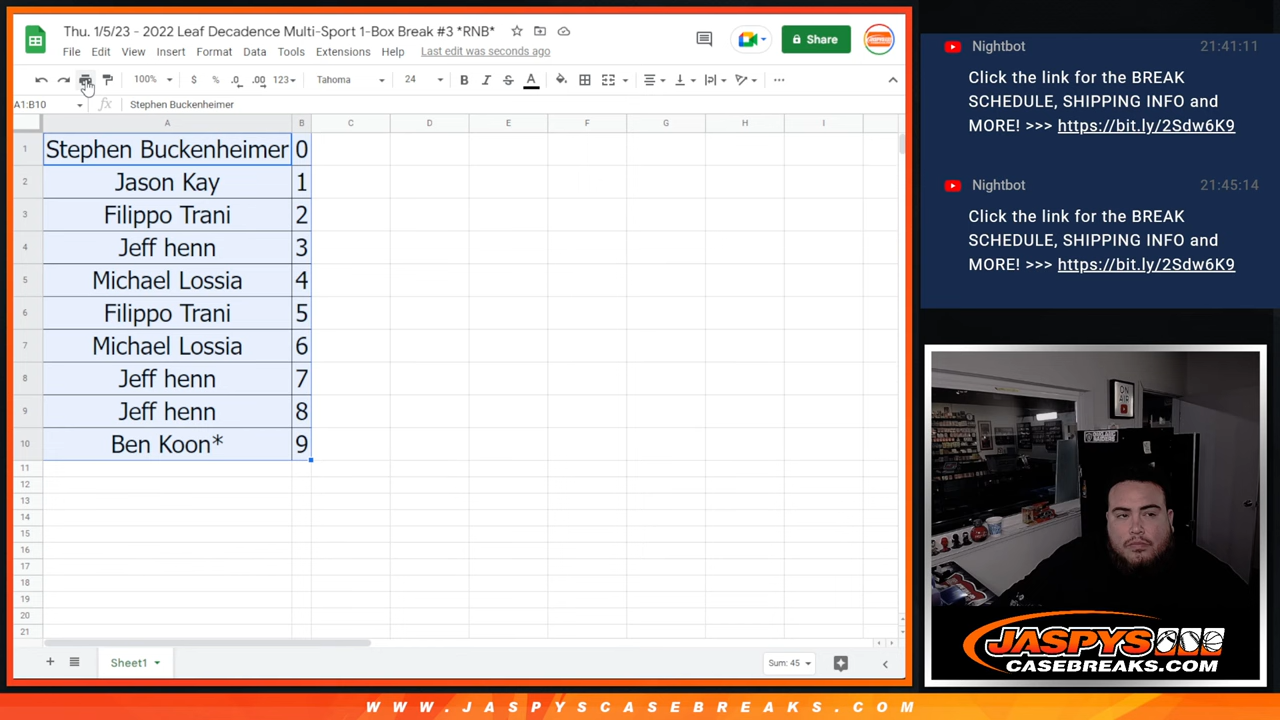 Thu. 1/5/23 - 2022 Leaf Decadence Multi-Sport 1-Box Break #3 *RNB*
File Edit View Insert Format Data Tools Extensions Help Last edit was seconds ago
Share
100% $ % .0 .00 123 Tahoma 24 B I S A
A1:B10 fx Stephen Buckenheimer
A B C D E F G H I
1 Stephen Buckenheimer 0
2 Jason Kay 1
3 Filippo Trani 2
4 Jeff henn 3
5 Michael Lossia 4
6 Filippo Trani 5
7 Michael Lossia 6
8 Jeff henn 7
9 Jeff henn 8
10 Ben Koon* 9
11
12
13
14
15
16
17
18
19
20
21
Sheet1
Sum: 45
Nightbot 21:41:11
Click the link for the BREAK
SCHEDULE, SHIPPING INFO and
MORE! >>> https://bit.ly/2Sdw6K9
Nightbot 21:45:14
Click the link for the BREAK
SCHEDULE, SHIPPING INFO and
MORE! >>> https://bit.ly/2Sdw6K9
ON
AIR
JASPYS
CASEBREAKS.COM
WWW.JASPYSCASEBREAKS.COM